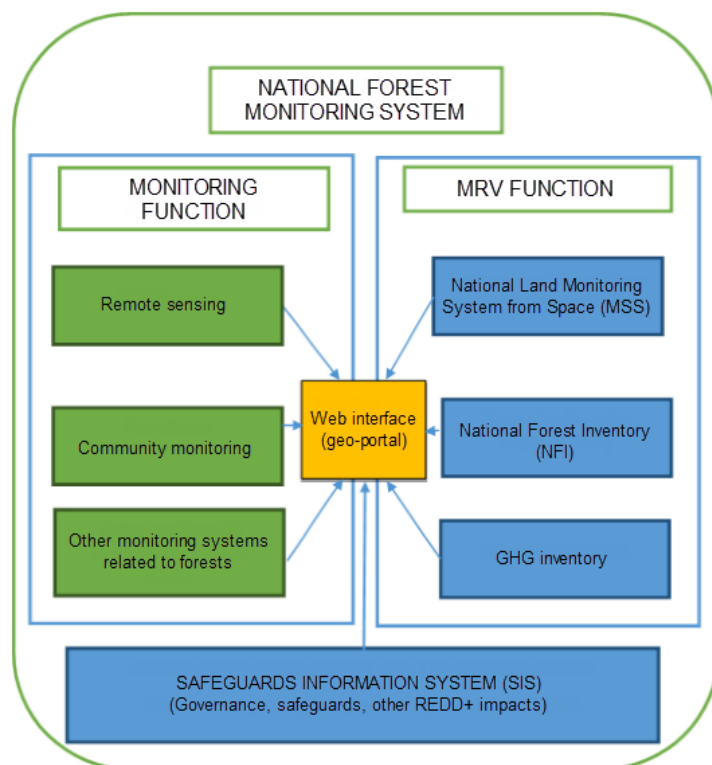 NATIONAL FOREST
MONITORING SYSTEM
MONITORING
FUNCTION
Remote sensing
Community monitoring
Other monitoring systems
related to forests
MRV FUNCTION
National Land Monitoring
System from Space (MSS)
National Forest Inventory
(NFI)
GHG inventory
Web interface
(geo-portal)
SAFEGUARDS INFORMATION SYSTEM (SIS)
(Governance, safeguards, other REDD+ impacts)